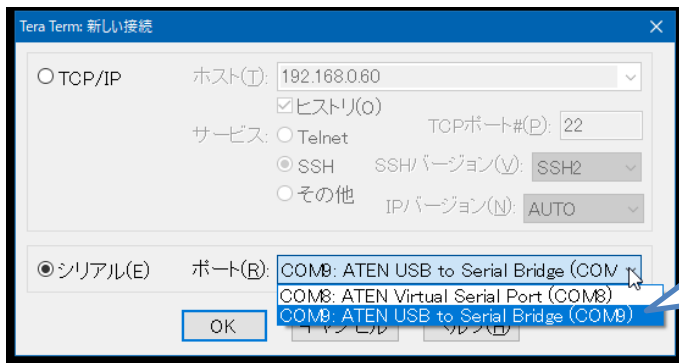 Tera Term: 新しい接続
TCP/IP
ホスト(T): 192.168.0.60
ヒストリ(O)
サービス: Telnet
TCPポート#(P): 22
SSH
SSHバージョン(V): SSH2
その他
IPバージョン(N): AUTO
シリアル(E)
ポート(R): COM9: ATEN USB to Serial Bridge (COM
COM8: ATEN Virtual Serial Port (COM8)
COM9: ATEN USB to Serial Bridge (COM9)
OK